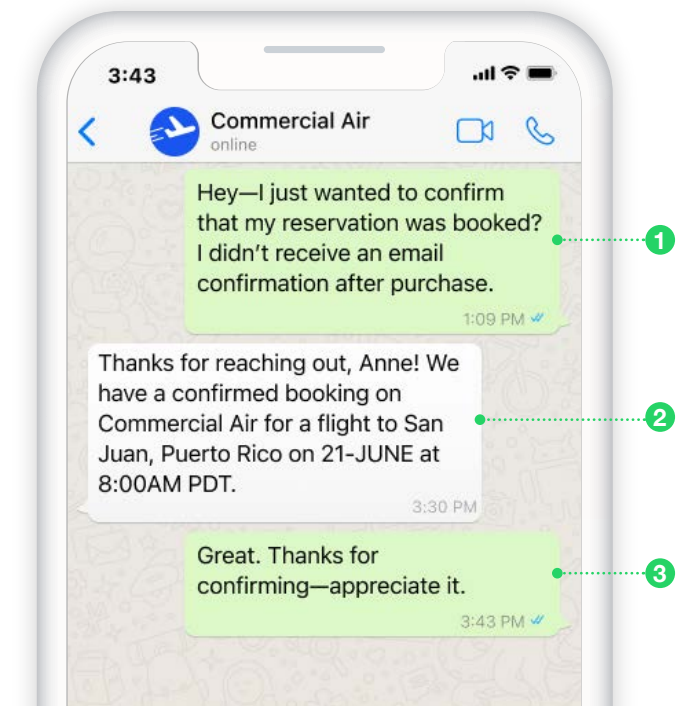 3:43
Commercial Air
online
Hey—I just wanted to confirm
that my reservation was booked?
I didn’t receive an email
confirmation after purchase.
1:09 PM
1
Thanks for reaching out, Anne! We
have a confirmed booking on
Commercial Air for a flight to San
Juan, Puerto Rico on 21-JUNE at
8:00AM PDT.
3:30 PM
2
Great. Thanks for
confirming—appreciate it.
3:43 PM
3